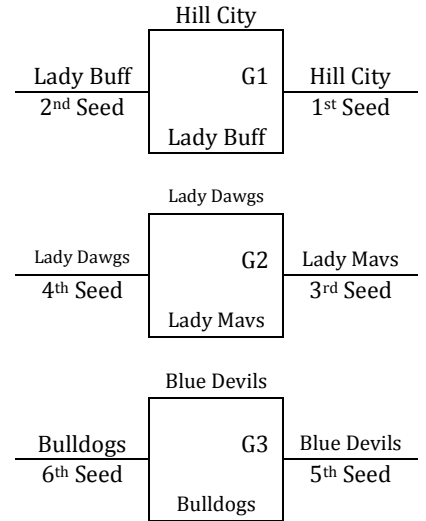 Hill City
Lady Buff G1 Hill City
2nd Seed 1st Seed
Lady Buff
Lady Dawgs
Lady Dawgs G2 Lady Mavs
4th Seed 3rd Seed
Lady Mavs
Blue Devils
Bulldogs G3 Blue Devils
6th Seed 5th Seed
Bulldogs